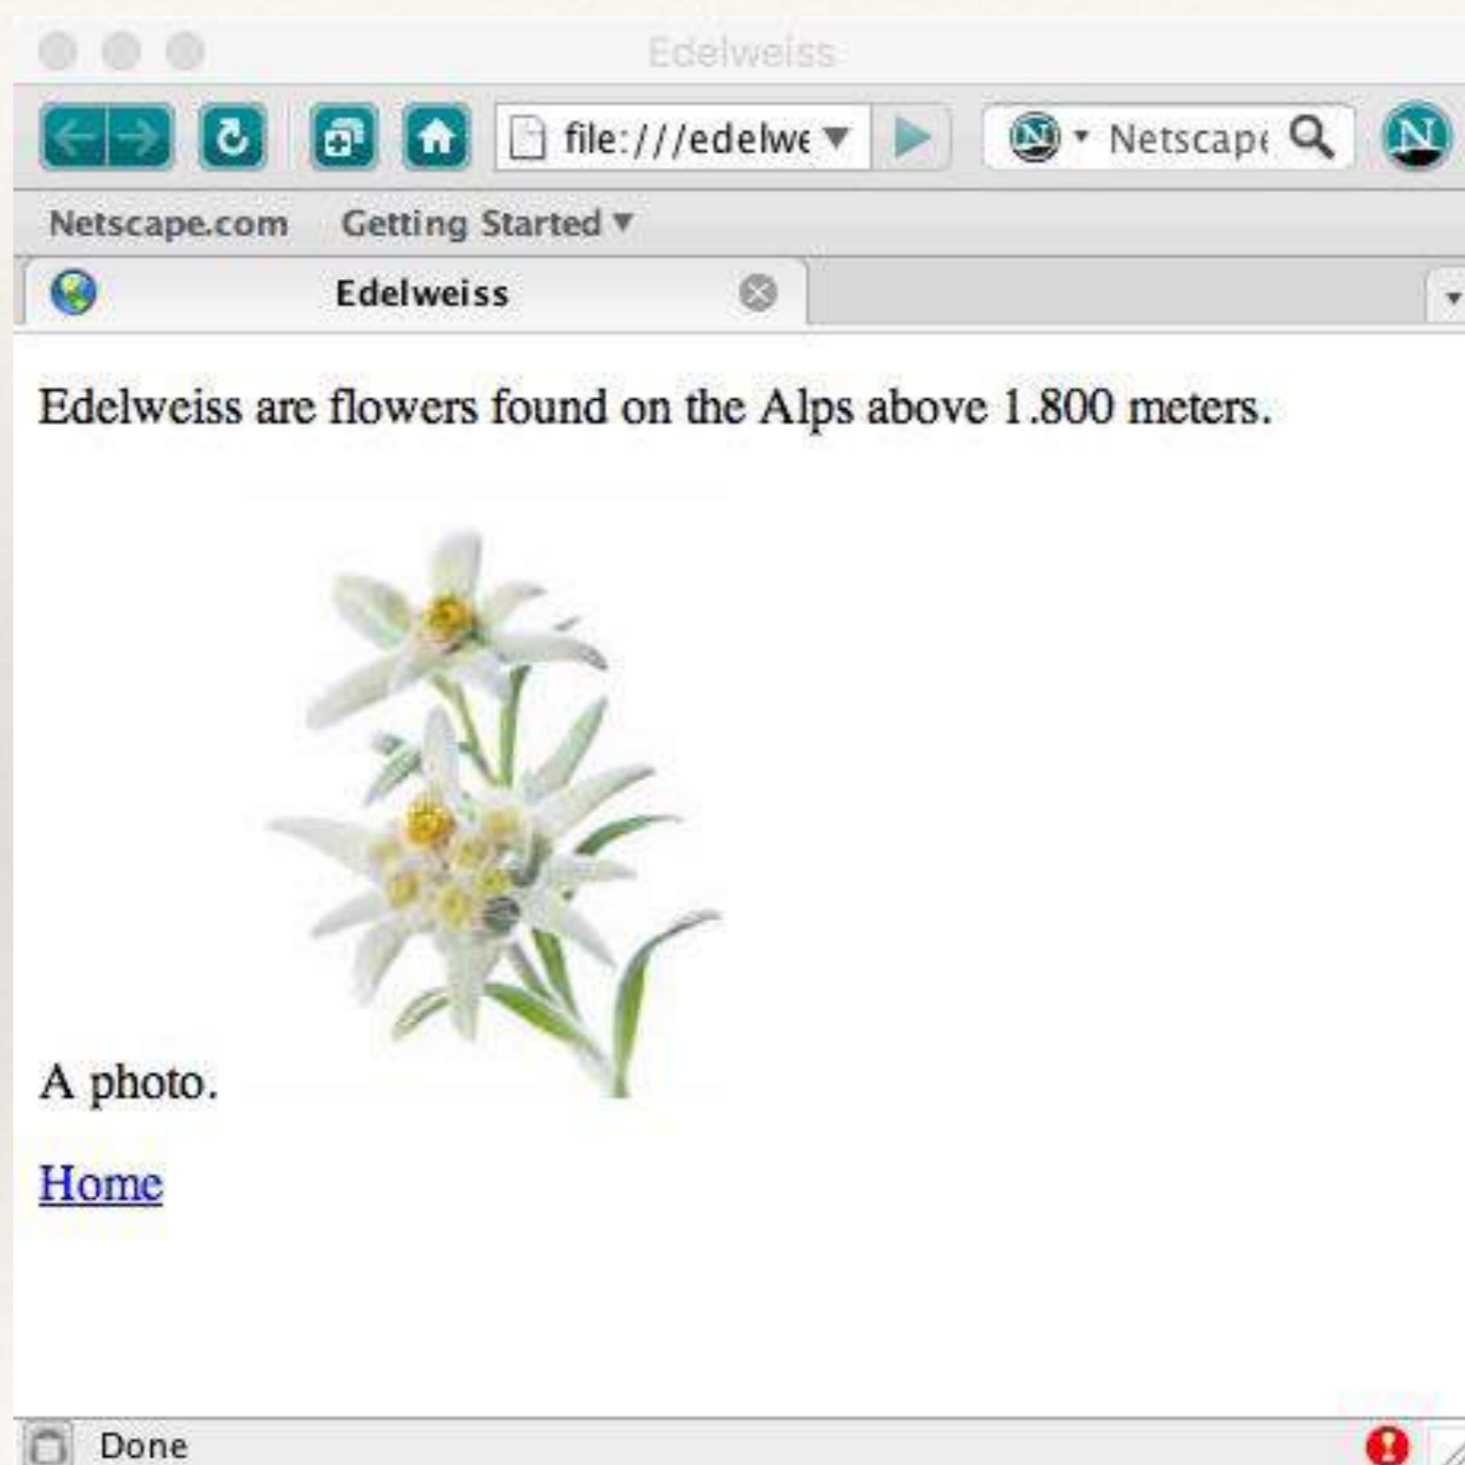 Edelweiss
file:///edelwe
Netscape
N
Netscape.com Getting Started
Edelweiss
Edelweiss are flowers found on the Alps above 1.800 meters.
A photo.
Home
Done